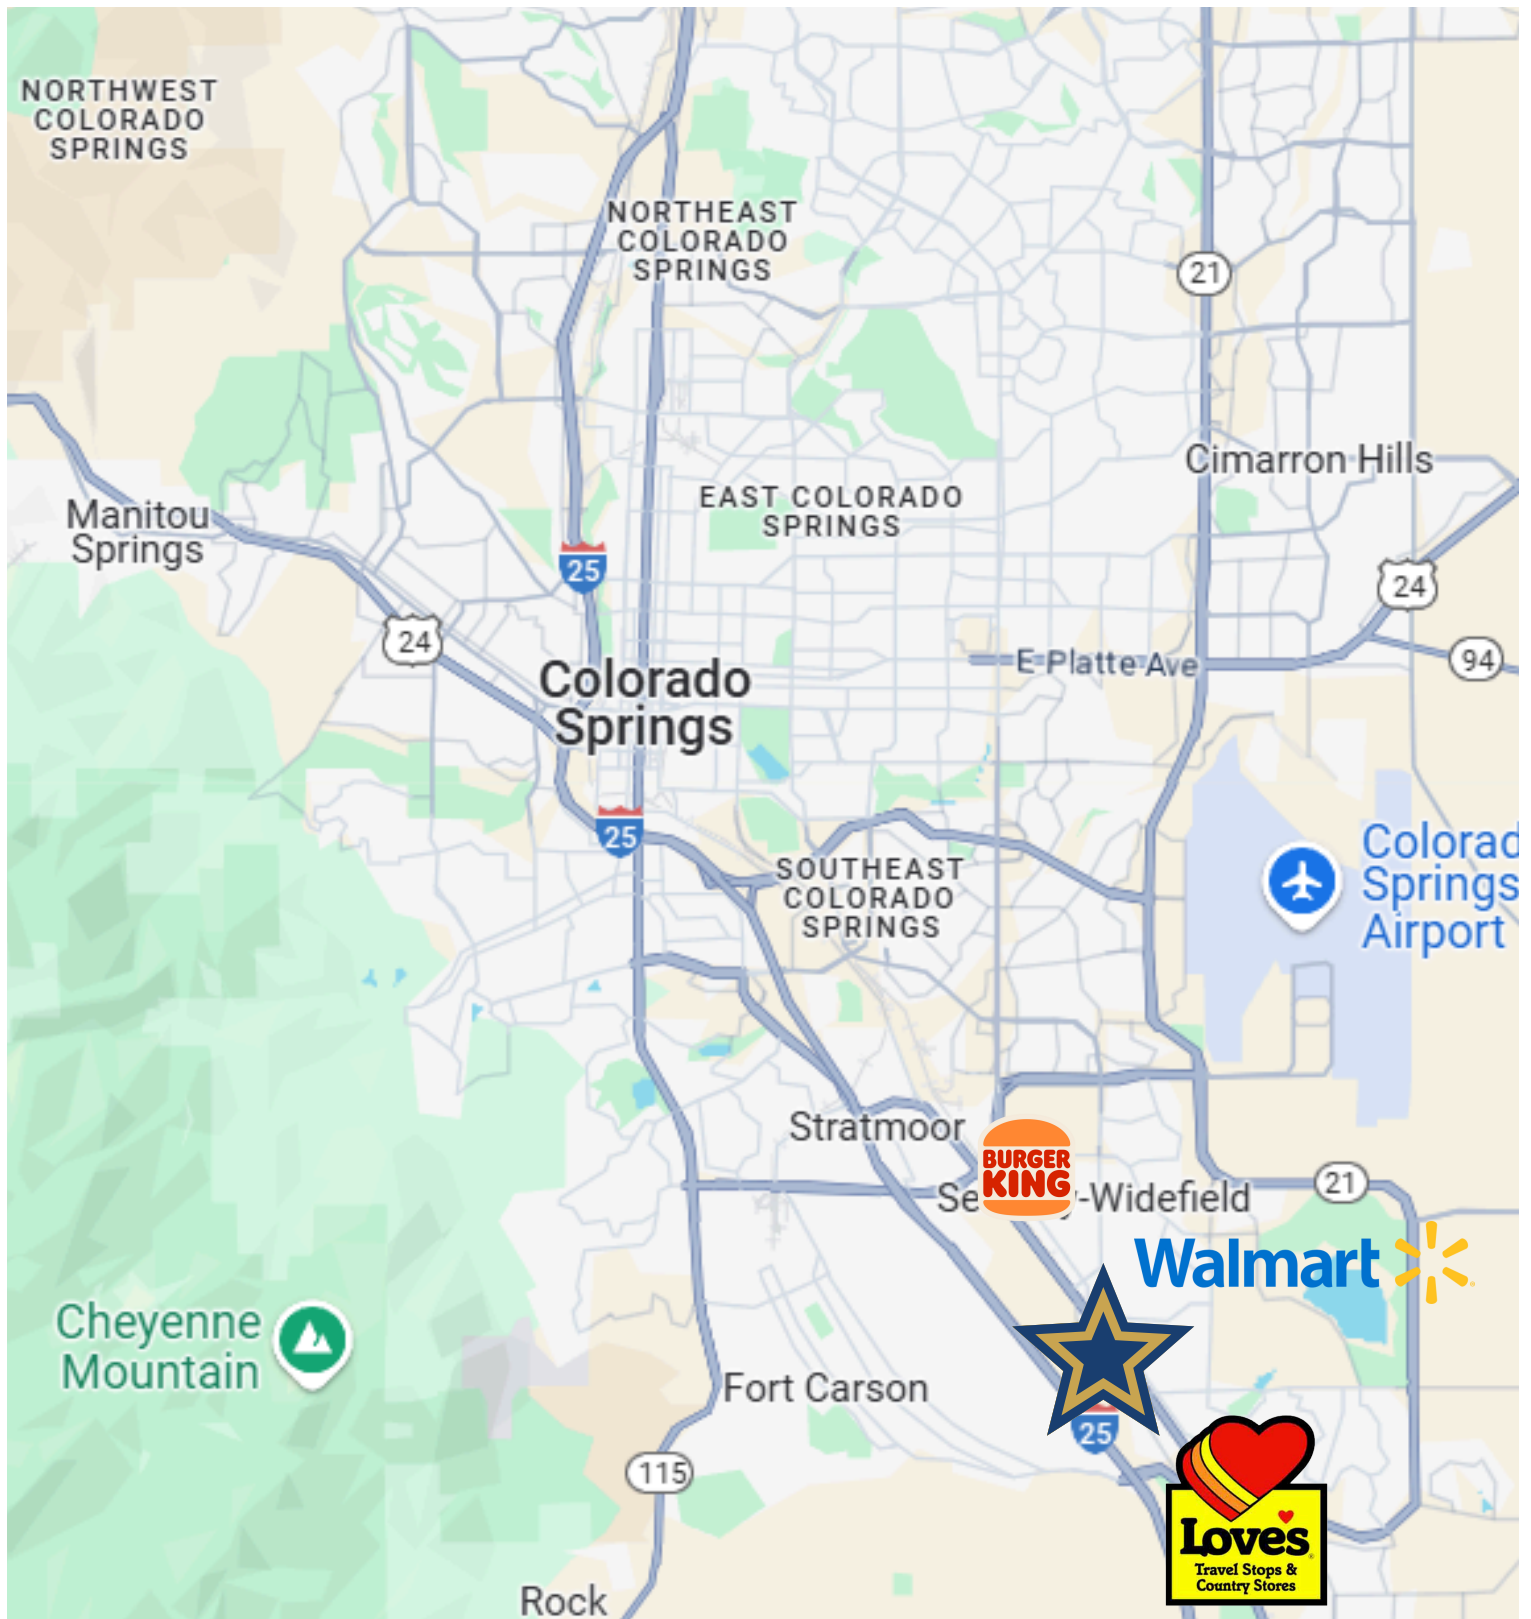 NORTHWEST
COLORADO
SPRINGS
NORTHEAST
COLORADO
SPRINGS
21
Cimarron Hills
EAST COLORADO
SPRINGS
Manitou
Springs
25
24
24
E Platte Ave
94
Colorado
Springs
25
Colorad
Springs
Airport
SOUTHEAST
COLORADO
SPRINGS
Stratmoor
BURGER
KING
Se
y-Widefield
21
Walmart
Cheyenne
Mountain
Fort Carson
25
115
Love's
Travel Stops &
Country Stores
Rock